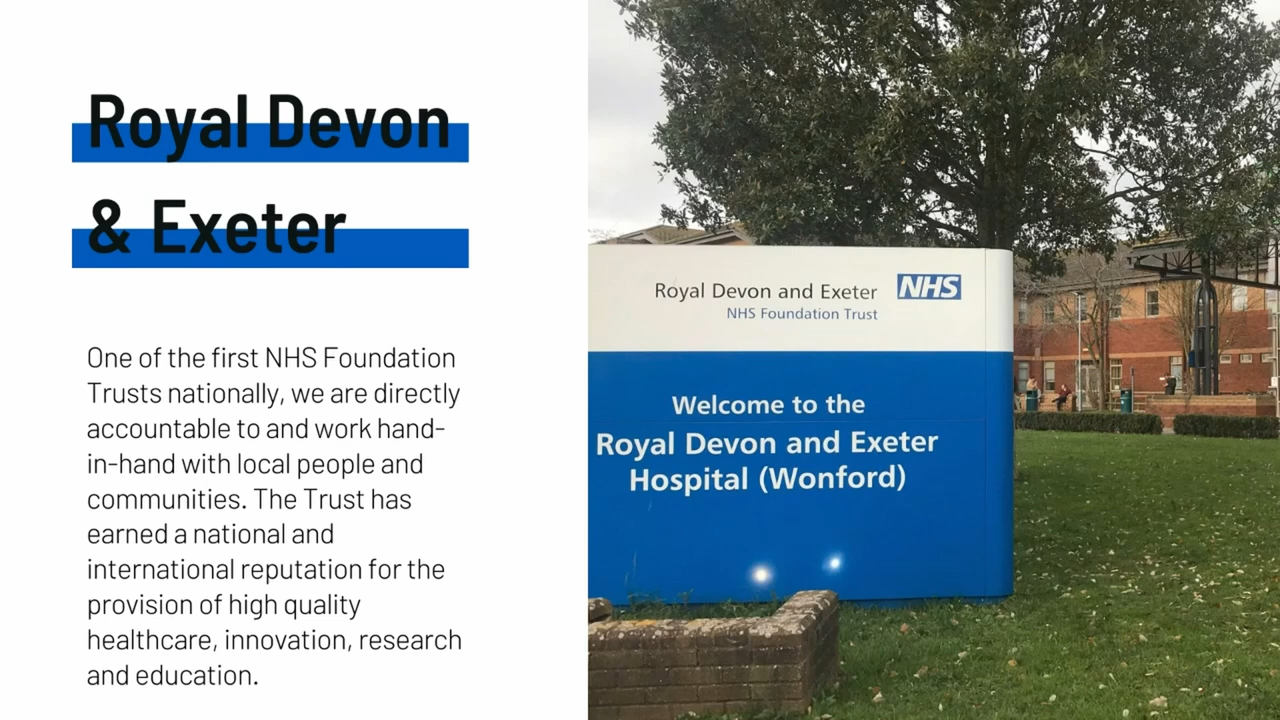 Royal Devon
& Exeter
One of the first NHS Foundation
Trusts nationally, we are directly
accountable to and work hand-
in-hand with local people and
communities. The Trust has
earned a national and
international reputation for the
provision of high quality
healthcare, innovation, research
and education.
Royal Devon and Exeter NHS
NHS Foundation Trust
Welcome to the
Royal Devon and Exeter
Hospital (Wonford)